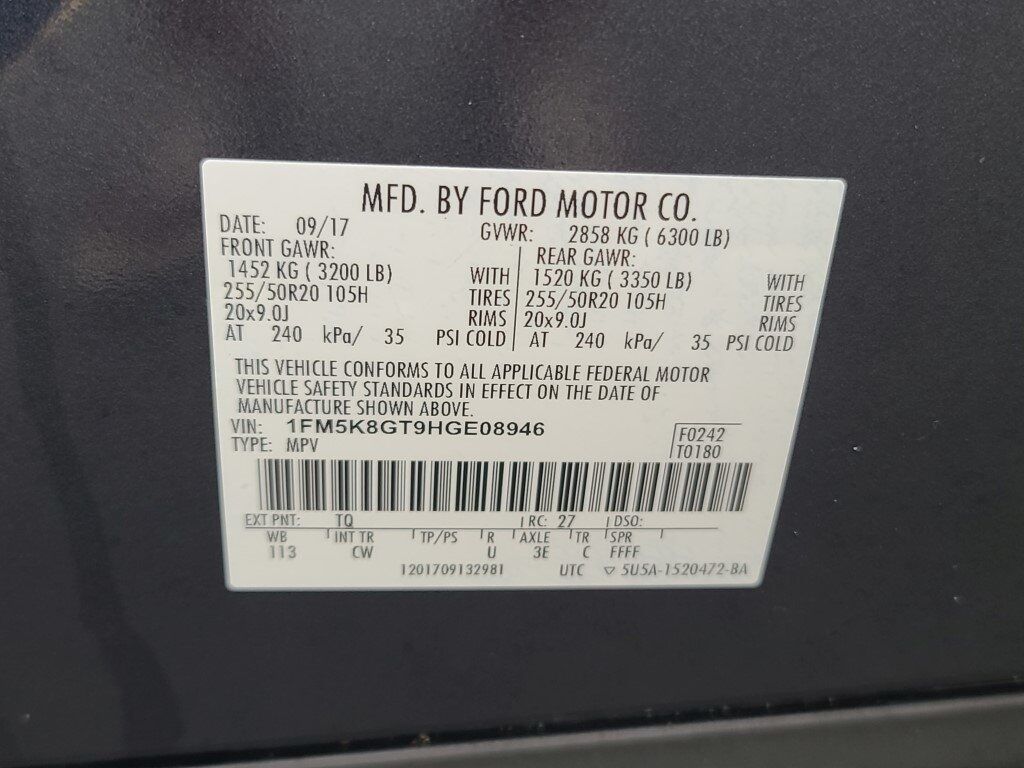 MFD. BY FORD MOTOR CO.
DATE: 09/17 GVWR: 2858 KG ( 6300 LB)
FRONT GAWR: REAR GAWR:
1452 KG ( 3200 LB) WITH 1520 KG ( 3350 LB) WITH
255/50R20 105H TIRES 255/50R20 105H TIRES
20x9.0J RIMS 20x9.0J RIMS
AT 240 kPa/ 35 PSI COLD AT 240 kPa/ 35 PSI COLD
THIS VEHICLE CONFORMS TO ALL APPLICABLE FEDERAL MOTOR
VEHICLE SAFETY STANDARDS IN EFFECT ON THE DATE OF
MANUFACTURE SHOWN ABOVE.
VIN: 1FM5K8GT9HGE08946
TYPE: MPV
F0242
T0180
EXT PNT: TQ RC: 27 DSO:
WB INT TR TP/PS R AXLE TR SPR
113 CW U 3E C FFFF
1201709132981 UTC ▽ 5U5A-1520472-BA